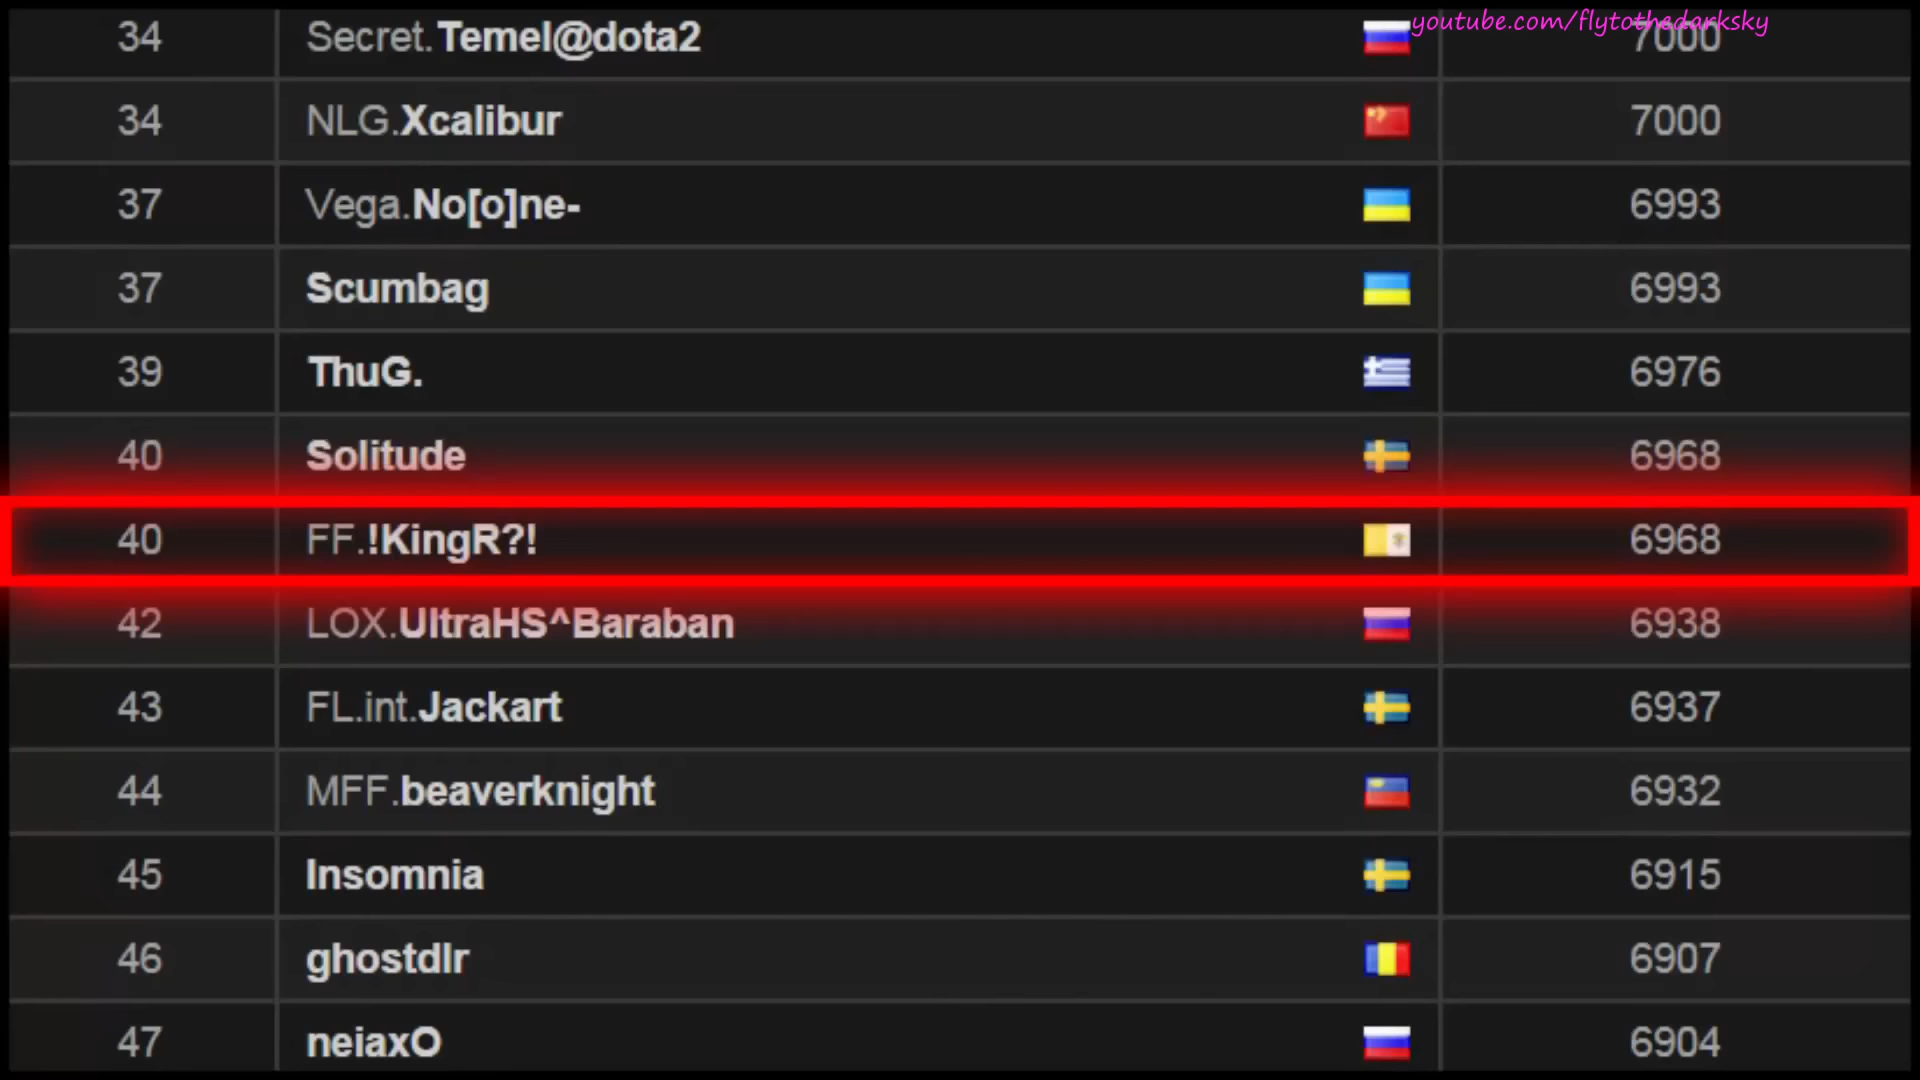 youtube.com/flytothedarksky
34 Secret.Temel@dota2 7000
34 NLG.Xcalibur 7000
37 Vega.No[o]ne- 6993
37 Scumbag 6993
39 ThuG. 6976
40 Solitude 6968
40 FF.!KingR?! 6968
42 LOX.UltraHS^Baraban 6938
43 FL.int.Jackart 6937
44 MFF.beaverknight 6932
45 Insomnia 6915
46 ghostdlr 6907
47 neiaxO 6904